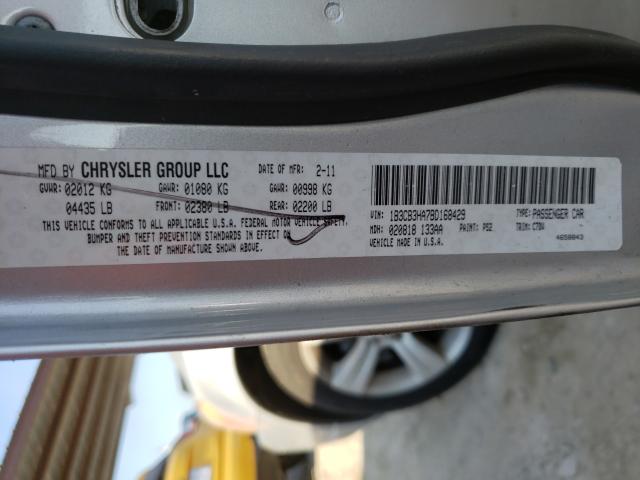 MFD BY CHRYSLER GROUP LLC DATE OF MFR: 2-11
GVWR: 02012 KG GAWR: 01080 KG GAWR: 00998 KG
04435 LB FRONT: 02380 LB REAR: 02200 LB
THIS VEHICLE CONFORMS TO ALL APPLICABLE U.S.A. FEDERAL MOTOR VEHICLE SAFETY,
BUMPER AND THEFT PREVENTION STANDARDS IN EFFECT ON
THE DATE OF MANUFACTURE SHOWN ABOVE.
VIN: 1B3CB3HA7BD160429 TYPE: PASSENGER CAR
MDH: 020818 133AA PAINT: PS2 TRIM: C7DA
VEHICLE MADE IN U.S.A. 4658843